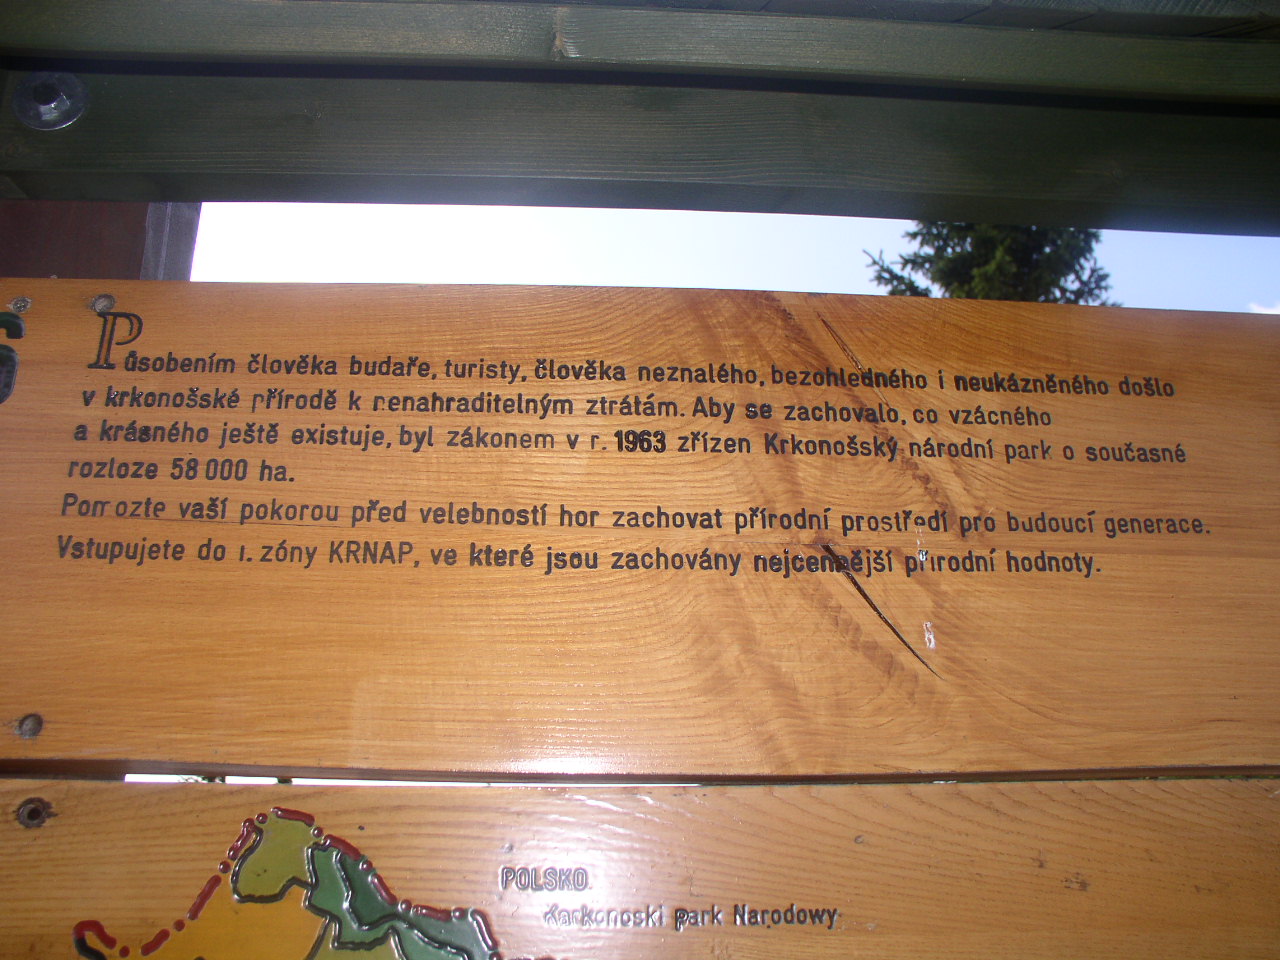 Působením člověka budaře, turisty, člověka neznalého, bezohledného i neukázněného došlo
v krkonošské přírodě k nenahraditelným ztrátám. Aby se zachovalo, co vzácného
a krásného ještě existuje, byl zákonem v r. 1963 zřízen Krkonošský národní park o současné
rozloze 58 000 ha.
Pomozte vaší pokorou před velebností hor zachovat přírodní prostředí pro budoucí generace.
Vstupujete do 1. zóny KRNAP, ve které jsou zachovány nejcennější přírodní hodnoty.
POLSKO
Karkonoski park Narodowy